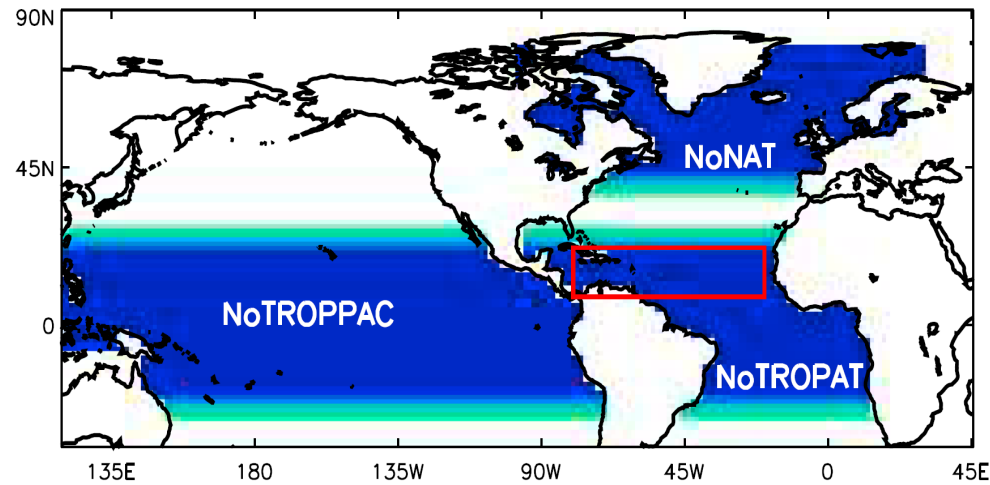 90N
NoNAT
45N
NoTROPPAC
0
NoTROPAT
135E 180 135W 90W 45W 0 45E